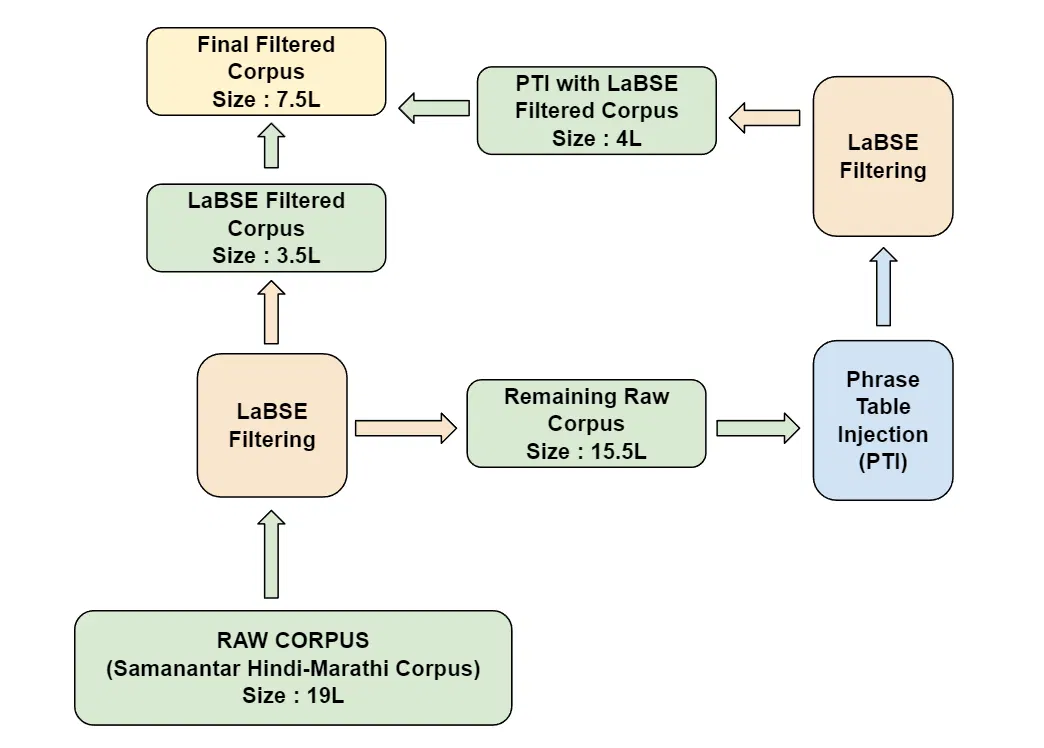 Final Filtered
Corpus
Size : 7.5L
PTI with LaBSE
Filtered Corpus
Size : 4L
LaBSE
Filtering
LaBSE Filtered
Corpus
Size : 3.5L
LaBSE
Filtering
Remaining Raw
Corpus
Size : 15.5L
Phrase
Table
Injection
(PTI)
RAW CORPUS
(Samanantar Hindi-Marathi Corpus)
Size : 19L